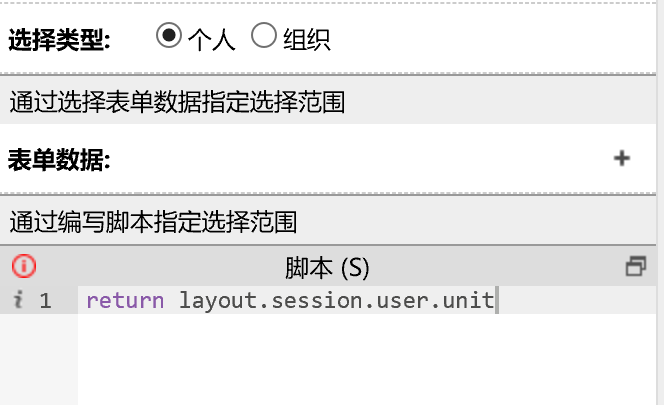 选择类型: 个人 组织
通过选择表单数据指定选择范围
表单数据: +
通过编写脚本指定选择范围
脚本 (S)
i 1 return layout.session.user.unit